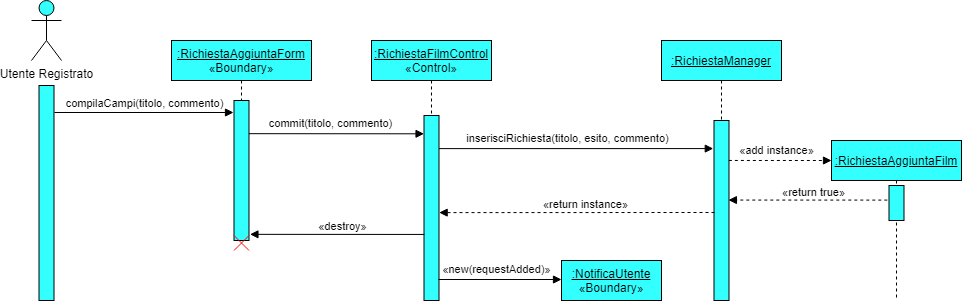 Utente Registrato
:RichiestaAggiuntaForm
«Boundary»
:RichiestaFilmControl
«Control»
:RichiestaManager
compilaCampi(titolo, commento)
commit(titolo, commento)
inserisciRichiesta(titolo, esito, commento)
«add instance»
:RichiestaAggiuntaFilm
«return true»
«return instance»
«destroy»
«new(requestAdded)»
:NotificaUtente
«Boundary»